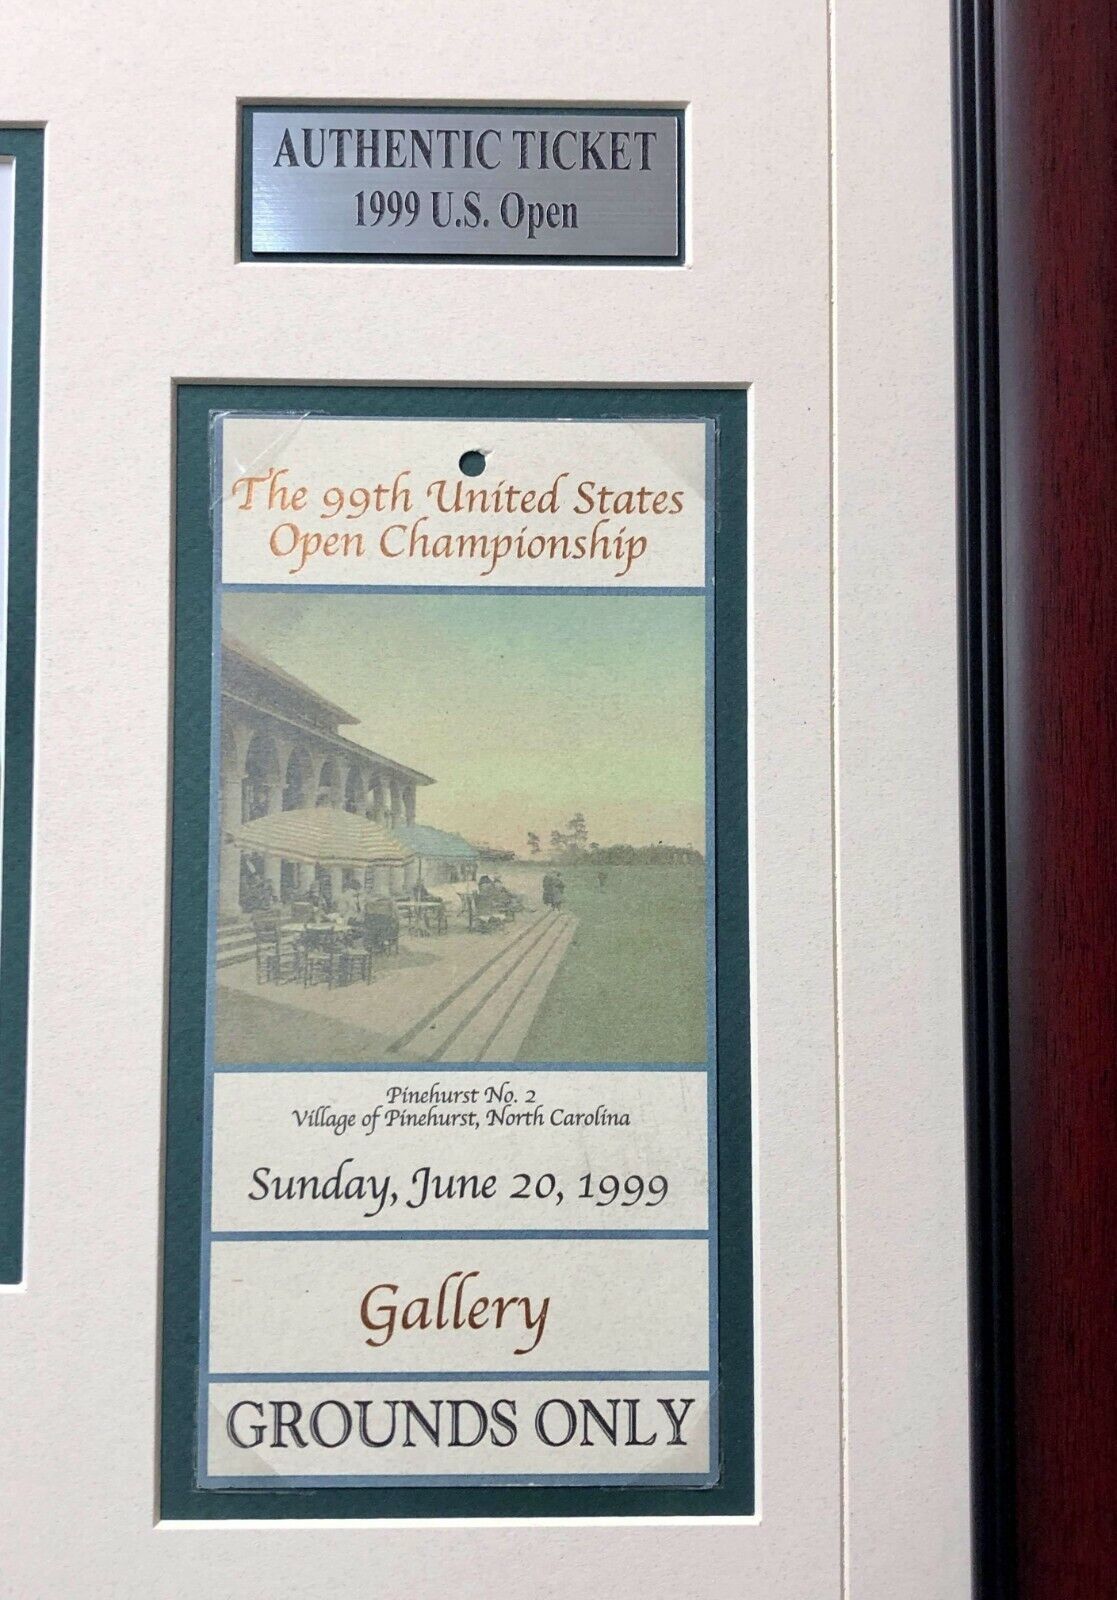 AUTHENTIC TICKET
1999 U.S. Open
The 99th United States
Open Championship
Pinehurst No. 2
Village of Pinehurst, North Carolina
Sunday, June 20, 1999
Gallery
GROUNDS ONLY